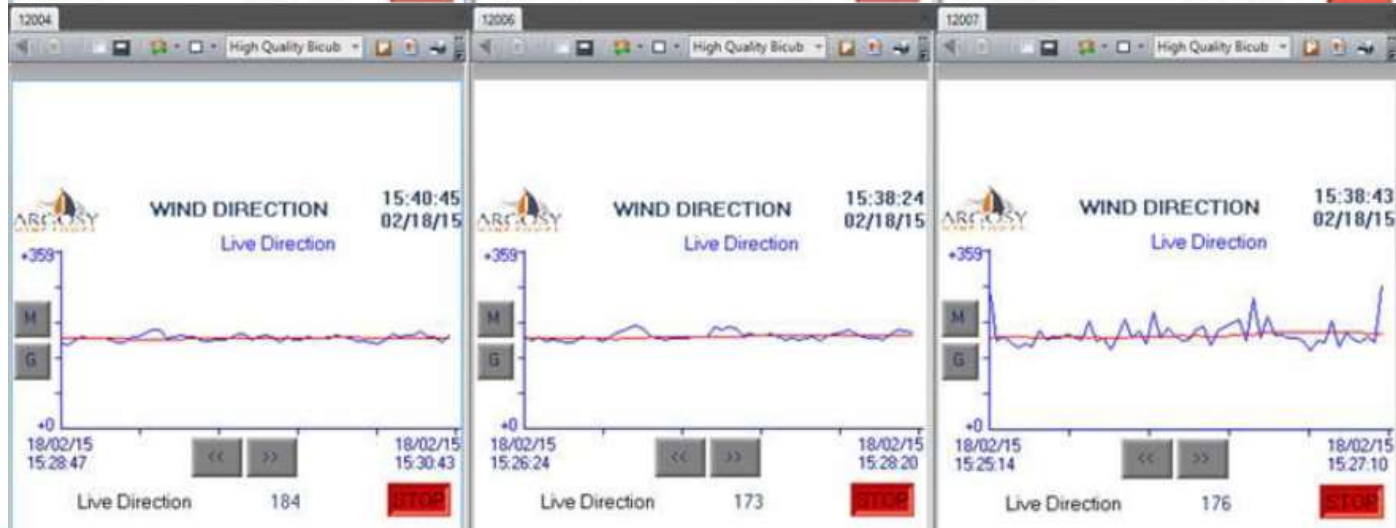 12004
High Quality Bicub
ARGOSY
WIND DIRECTION
15:40:45
02/18/15
Live Direction
+359
M
G
+0
18/02/15
15:28:47
<<
>>
18/02/15
15:30:43
Live Direction 184
STOP
12006
High Quality Bicub
ARGOSY
WIND DIRECTION
15:38:24
02/18/15
Live Direction
+359
M
G
+0
18/02/15
15:26:24
<<
>>
18/02/15
15:28:20
Live Direction 173
STOP
12007
High Quality Bicub
ARGOSY
WIND DIRECTION
15:38:43
02/18/15
Live Direction
+359
M
G
+0
18/02/15
15:25:14
<<
>>
18/02/15
15:27:10
Live Direction 176
STOP